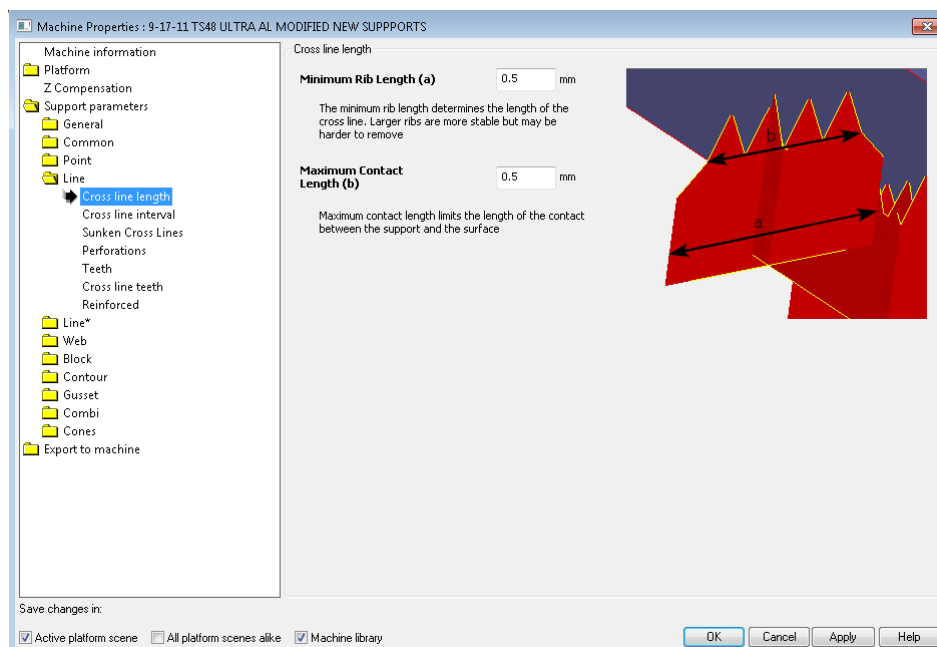 Machine Properties : 9-17-11 TS48 ULTRA AL MODIFIED NEW SUPPPORTS
Machine information
Platform
Z Compensation
Support parameters
General
Common
Point
Line
Cross line length
Cross line interval
Sunken Cross Lines
Perforations
Teeth
Cross line teeth
Reinforced
Line*
Web
Block
Contour
Gusset
Combi
Cones
Export to machine
Cross line length
Minimum Rib Length (a) 0.5 mm
The minimum rib length determines the length of the
cross line. Larger ribs are more stable but may be
harder to remove
Maximum Contact
Length (b) 0.5 mm
Maximum contact length limits the length of the contact
between the support and the surface
b
a
Save changes in:
Active platform scene All platform scenes alike Machine library
OK Cancel Apply Help